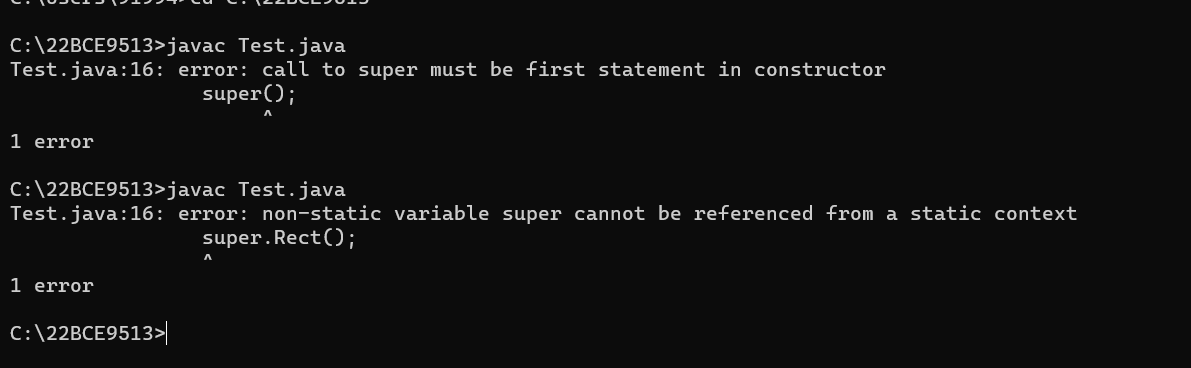 C:\Users\91994>cd C:\22BCE9513
C:\22BCE9513>javac Test.java
Test.java:16: error: call to super must be first statement in constructor
super();
^
1 error
C:\22BCE9513>javac Test.java
Test.java:16: error: non-static variable super cannot be referenced from a static context
super.Rect();
^
1 error
C:\22BCE9513>